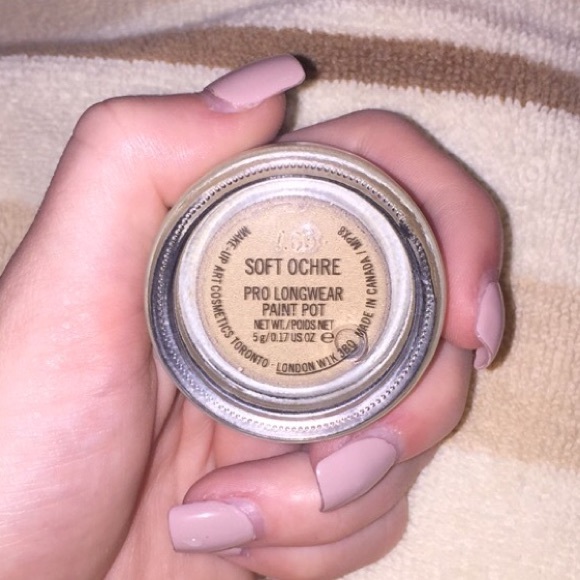 SOFT OCHRE
PRO LONGWEAR
PAINT POT
NET WT./POIDS NET
5 g/0.17 US OZ e
MAKE-UP ART COSMETICS TORONTO · LONDON W1K 3BQ MADE IN CANADA / MPX8